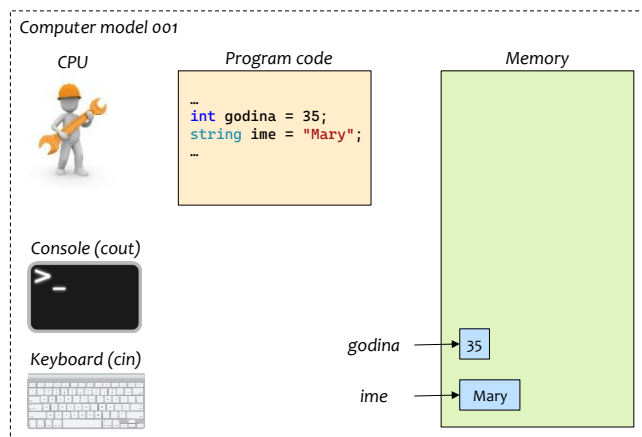 Computer model 001
CPU
Program code
Memory
…
int godina = 35;
string ime = "Mary";
…
Console (cout)
>_
Keyboard (cin)
godina
35
ime
Mary